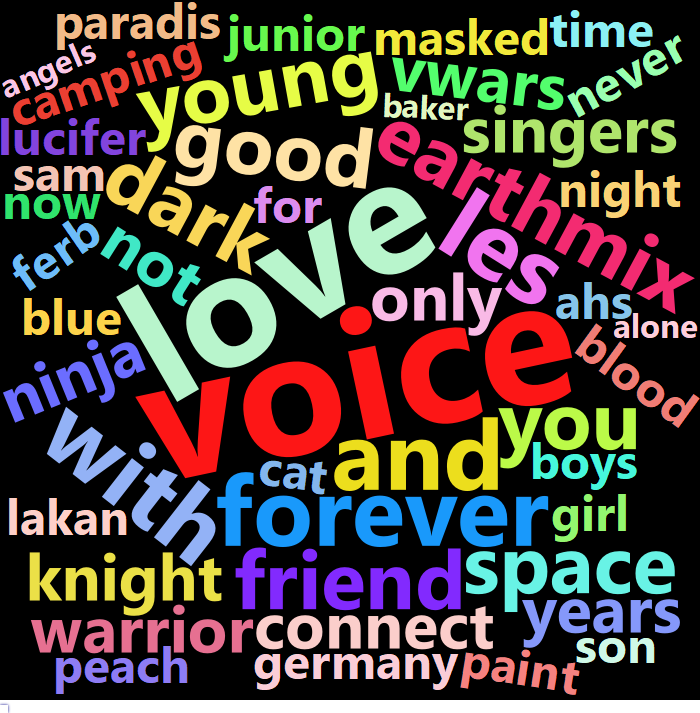 paradis
junior
masked
time
angels
camping
young
vwars
never
baker
lucifer
good
earthmix
singers
sam
dark
for
night
now
les
ferb
not
love
only
ahs
blue
alone
ninja
voice
blood
with
and
you
cat
boys
lakan
forever
girl
knight
friend
space
warrior
connect
years
peach
germany
paint
son